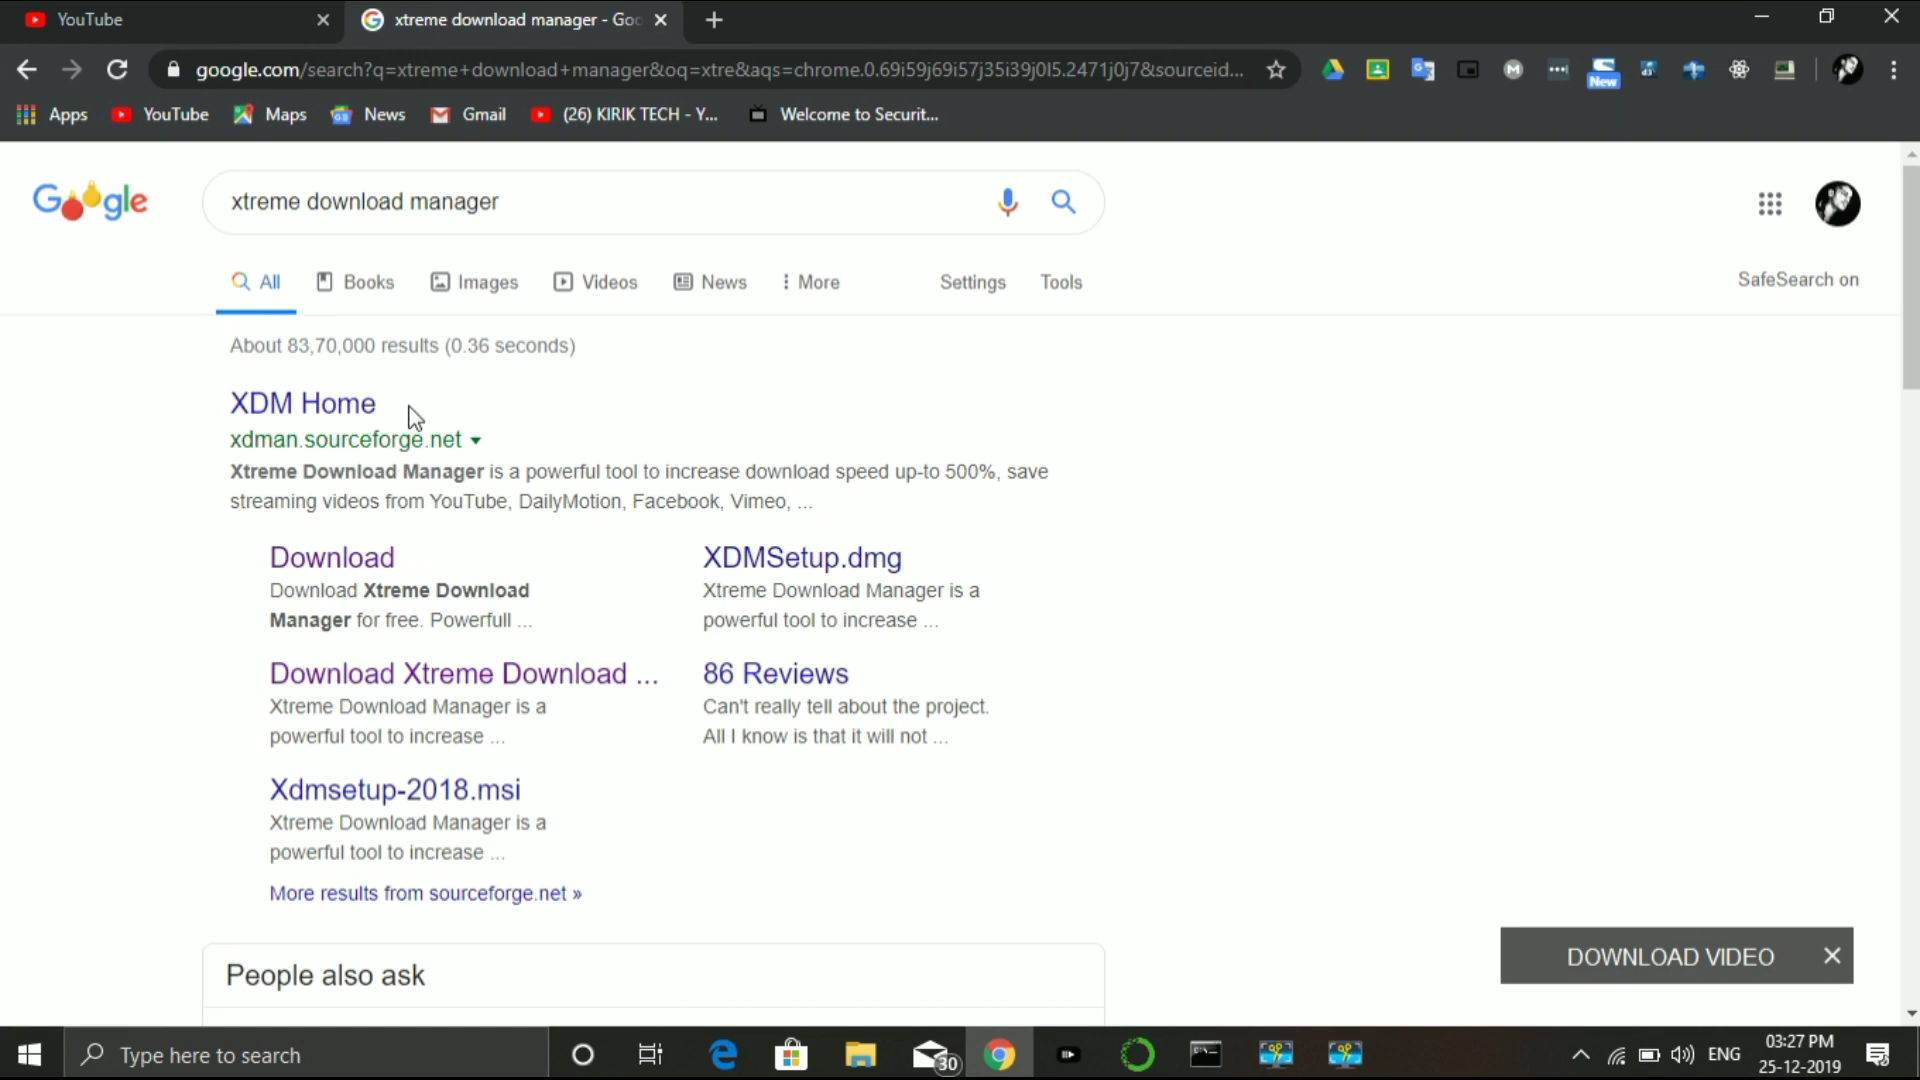 YouTube
xtreme download manager - Goo
google.com/search?q=xtreme+download+manager&oq=xtre&aqs=chrome.0.69i59j69i57j35i39j0l5.2471j0j7&sourceid...
New
Apps
YouTube
Maps
News
Gmail
(26) KIRIK TECH - Y...
Welcome to Securit...
Google
xtreme download manager
All
Books
Images
Videos
News
More
Settings
Tools
SafeSearch on
About 83,70,000 results (0.36 seconds)
XDM Home
xdman.sourceforge.net
Xtreme Download Manager is a powerful tool to increase download speed up-to 500%, save
streaming videos from YouTube, DailyMotion, Facebook, Vimeo, ...
Download
Download Xtreme Download
Manager for free. Powerfull ...
XDMSetup.dmg
Xtreme Download Manager is a
powerful tool to increase ...
Download Xtreme Download ...
Xtreme Download Manager is a
powerful tool to increase ...
86 Reviews
Can't really tell about the project.
All I know is that it will not ...
Xdmsetup-2018.msi
Xtreme Download Manager is a
powerful tool to increase ...
More results from sourceforge.net »
People also ask
DOWNLOAD VIDEO
Type here to search
30
ENG
03:27 PM
25-12-2019